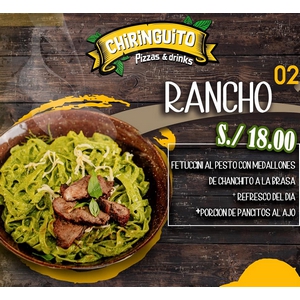 CHIRINGUITO
Pizzas & drinks
02
RANCHO
S./ 18.00
FETUCCINI AL PESTO CON MEDALLONES
DE CHANCHITO A LA BRASA
* REFRESCO DEL DIA
+PORCION DE PANCITOS AL AJO